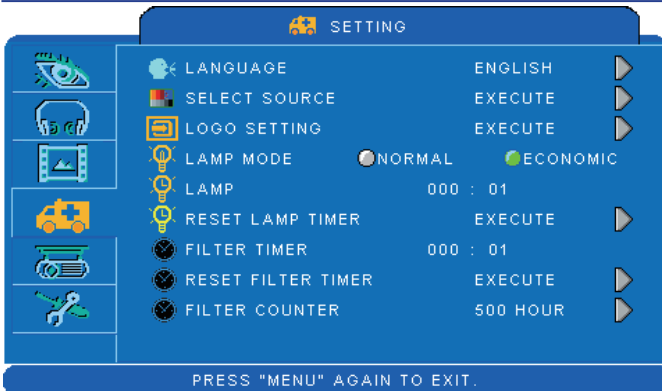 SETTING
LANGUAGE ENGLISH
SELECT SOURCE EXECUTE
LOGO SETTING EXECUTE
LAMP MODE NORMAL ECONOMIC
LAMP 000 : 01
RESET LAMP TIMER EXECUTE
FILTER TIMER 000 : 01
RESET FILTER TIMER EXECUTE
FILTER COUNTER 500 HOUR
PRESS "MENU" AGAIN TO EXIT.